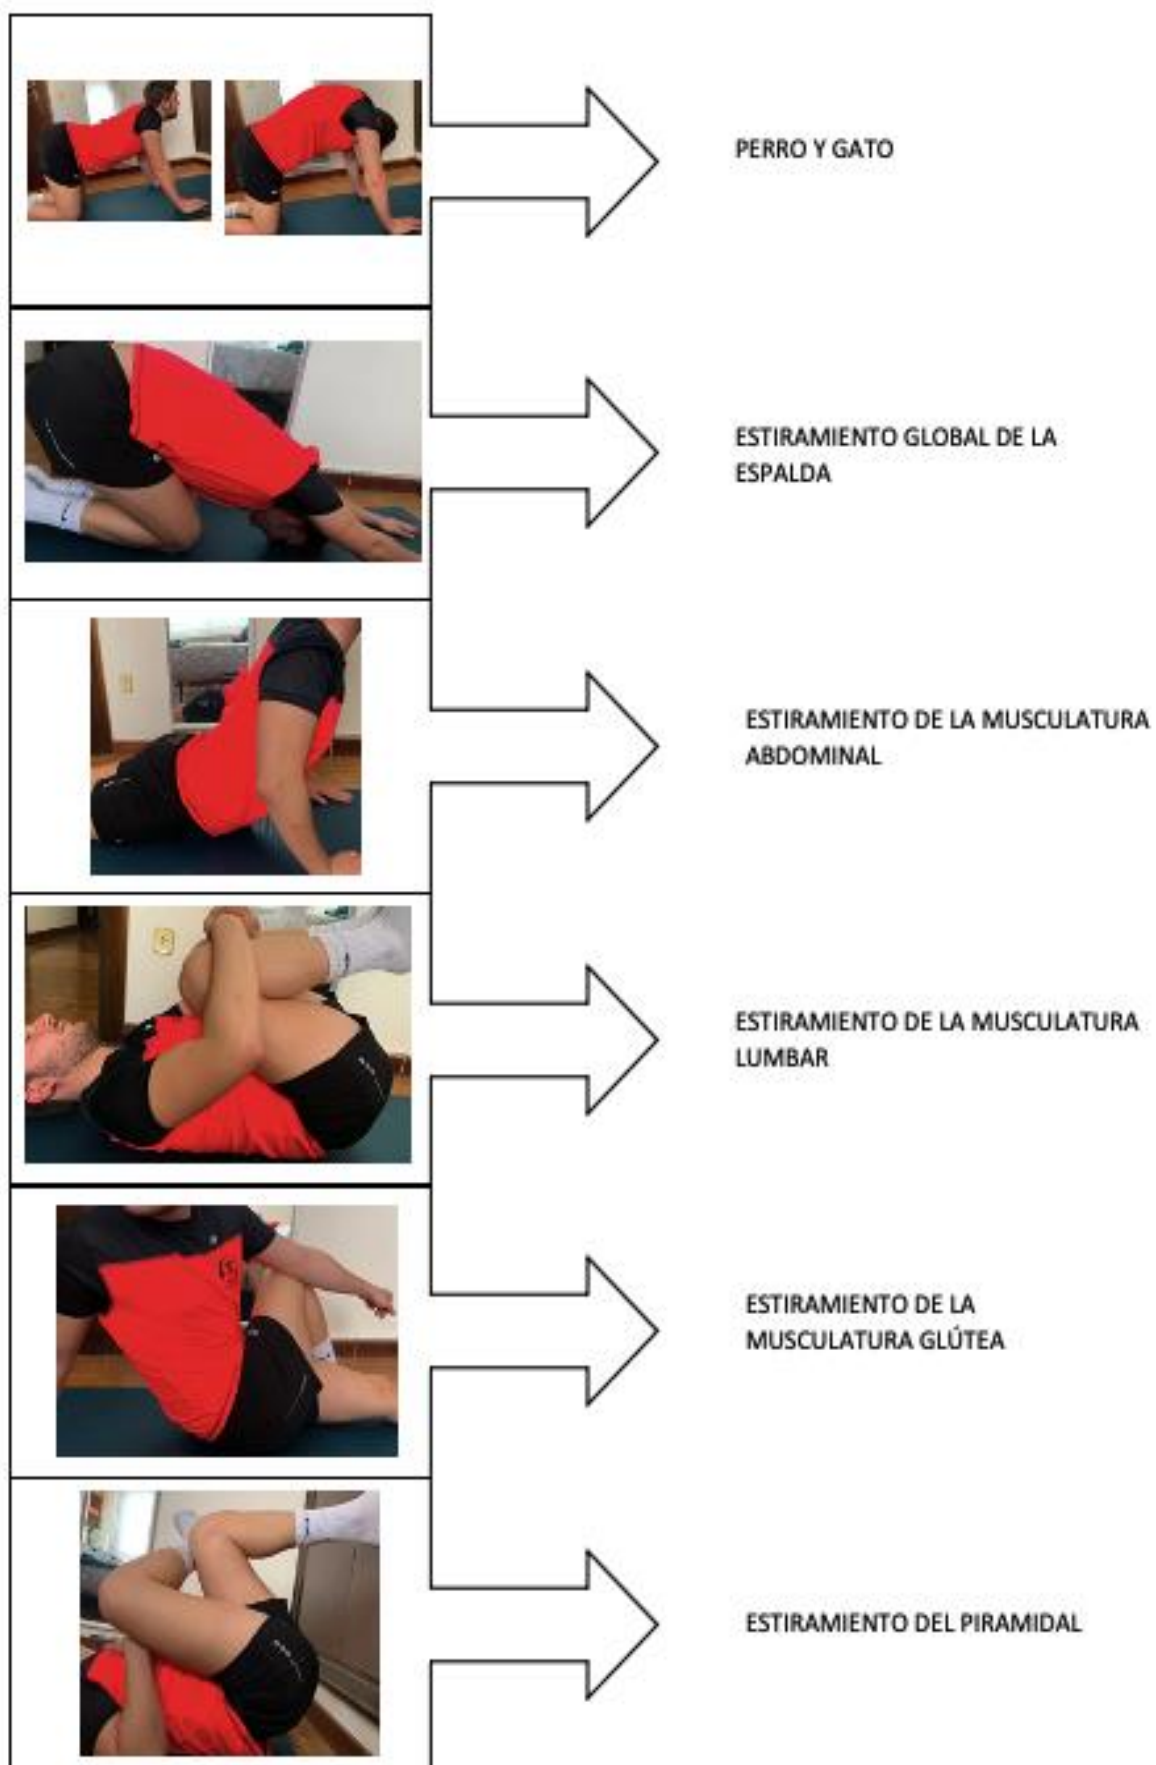 PERRO Y GATO
ESTIRAMIENTO GLOBAL DE LA
ESPALDA
ESTIRAMIENTO DE LA MUSCULATURA
ABDOMINAL
ESTIRAMIENTO DE LA MUSCULATURA
LUMBAR
ESTIRAMIENTO DE LA
MUSCULATURA GLÚTEA
ESTIRAMIENTO DEL PIRAMIDAL